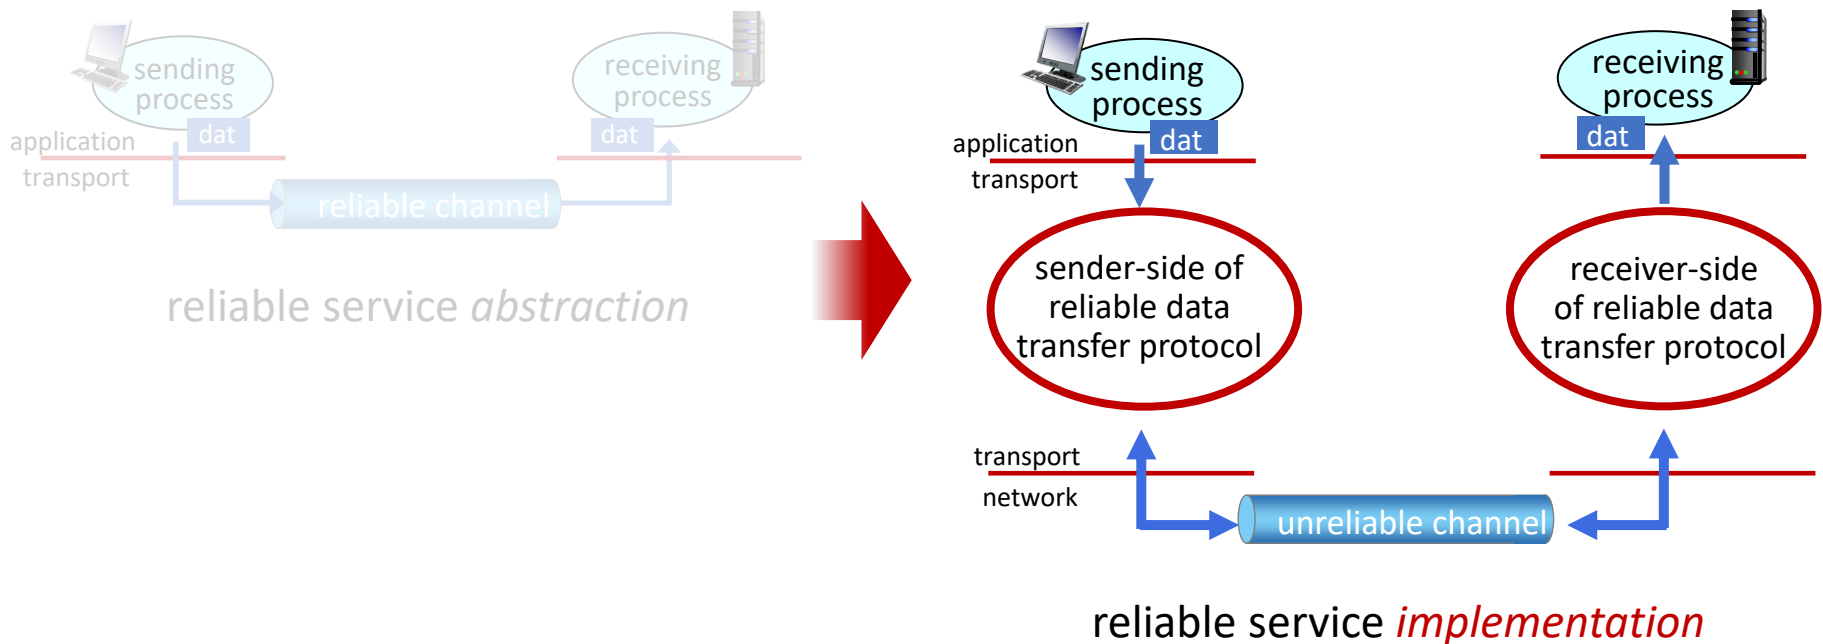 sending
process
dat
application
transport
receiving
process
dat
reliable channel
reliable service abstraction
sending
process
dat
application
transport
receiving
process
dat
sender-side of
reliable data
transfer protocol
receiver-side
of reliable data
transfer protocol
transport
network
unreliable channel
reliable service implementation